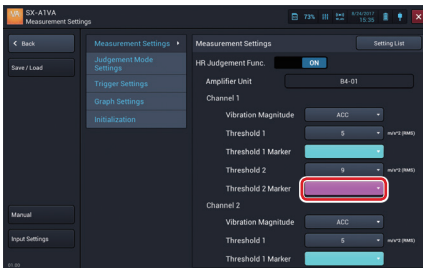 SX-A1VA
Measurement Settings
73%
9/14/2017
15:35
Back
Save / Load
Manual
Input Settings
Measurement Settings
Judgement Mode
Settings
Trigger Settings
Graph Settings
Initialization
Measurement Settings
Setting List
HR Judgement Func.
ON
Amplifier Unit
B4-01
Channel 1
Vibration Magnitude
ACC
Threshold 1
5
m/s^2 (RMS)
Threshold 1 Marker
Threshold 2
9
m/s^2 (RMS)
Threshold 2 Marker
Channel 2
Vibration Magnitude
ACC
Threshold 1
5
m/s^2 (RMS)
Threshold 1 Marker